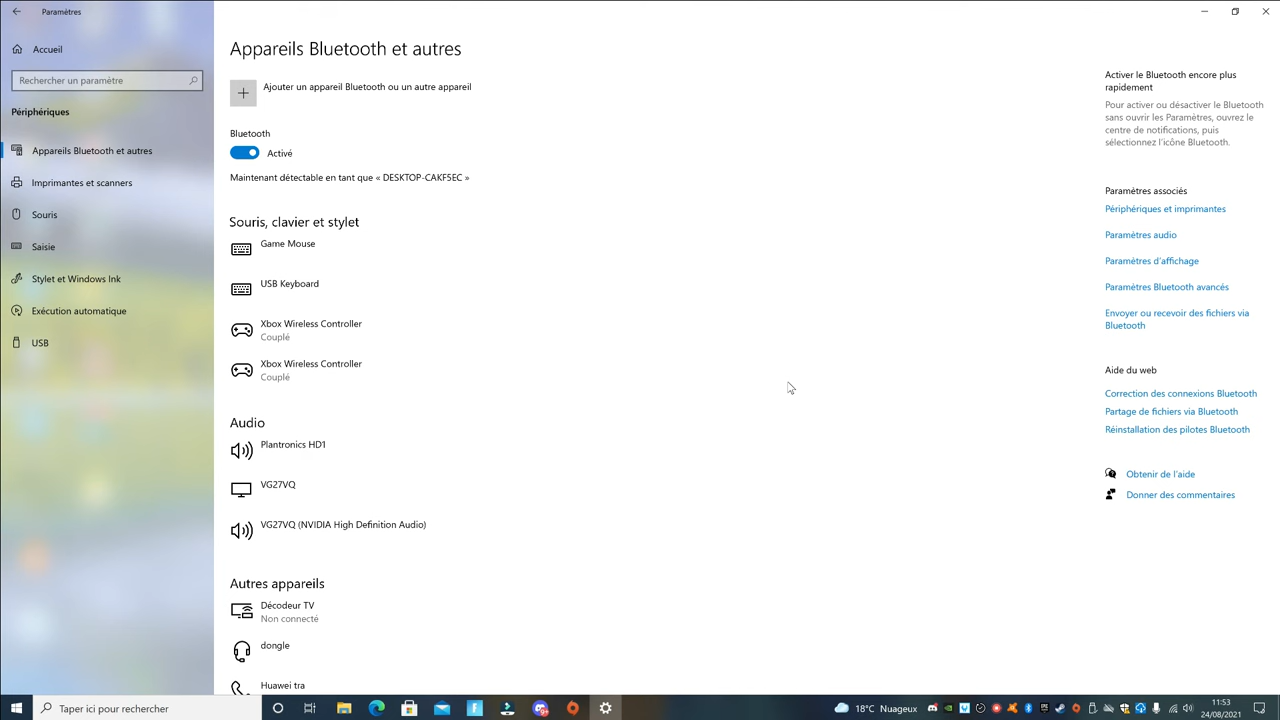 Paramètres
Accueil
Rechercher un paramètre
Périphériques
Appareils Bluetooth et autres
Imprimantes et scanners
Souris
Saisie
Stylet et Windows Ink
Exécution automatique
USB
Appareils Bluetooth et autres
Ajouter un appareil Bluetooth ou un autre appareil
Bluetooth
Activé
Maintenant détectable en tant que « DESKTOP-CAKF5EC »
Souris, clavier et stylet
Game Mouse
USB Keyboard
Xbox Wireless Controller
Couplé
Xbox Wireless Controller
Couplé
Audio
Plantronics HD1
VG27VQ
VG27VQ (NVIDIA High Definition Audio)
Autres appareils
Décodeur TV
Non connecté
dongle
Huawei tra
Activer le Bluetooth encore plus
rapidement
Pour activer ou désactiver le Bluetooth
sans ouvrir les Paramètres, ouvrez le
centre de notifications, puis
sélectionnez l'icône Bluetooth.
Paramètres associés
Périphériques et imprimantes
Paramètres audio
Paramètres d'affichage
Paramètres Bluetooth avancés
Envoyer ou recevoir des fichiers via
Bluetooth
Aide du web
Correction des connexions Bluetooth
Partage de fichiers via Bluetooth
Réinstallation des pilotes Bluetooth
Obtenir de l'aide
Donner des commentaires
Taper ici pour rechercher
18°C Nuageux
11:53
24/08/2021